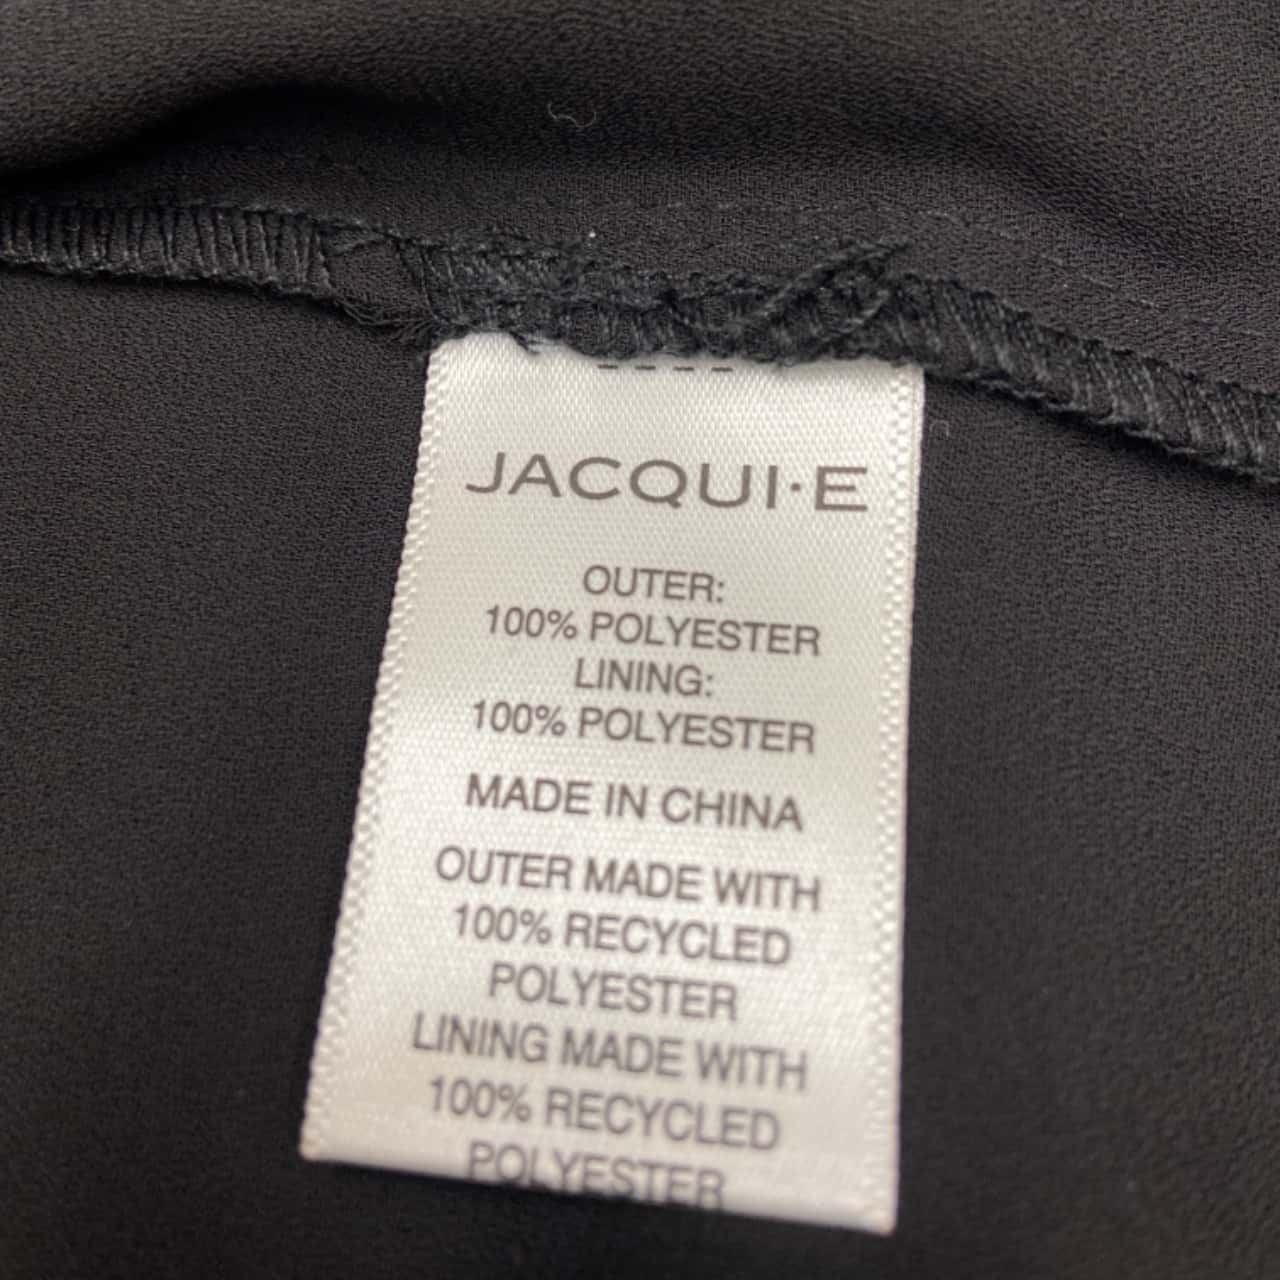 JACQUI·E
OUTER:
100% POLYESTER
LINING:
100% POLYESTER
MADE IN CHINA
OUTER MADE WITH
100% RECYCLED
POLYESTER
LINING MADE WITH
100% RECYCLED
POLYESTER